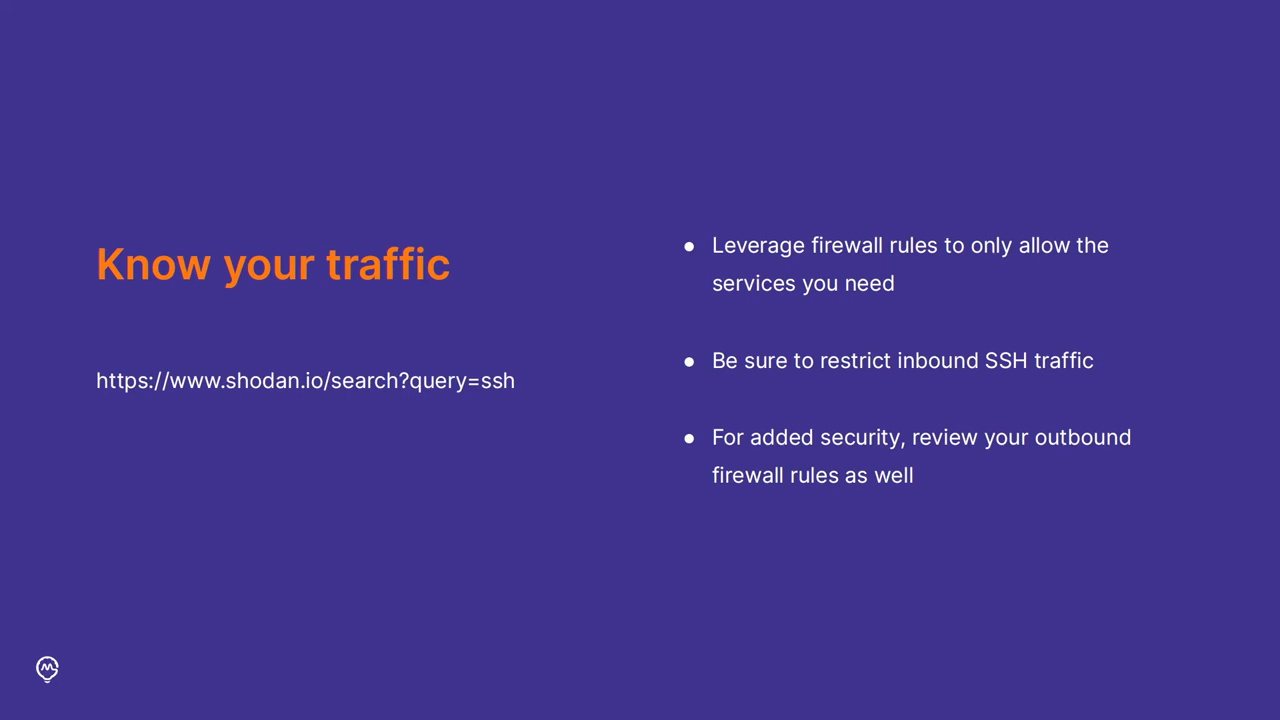 Know your traffic
https://www.shodan.io/search?query=ssh
● Leverage firewall rules to only allow the
services you need
● Be sure to restrict inbound SSH traffic
● For added security, review your outbound
firewall rules as well